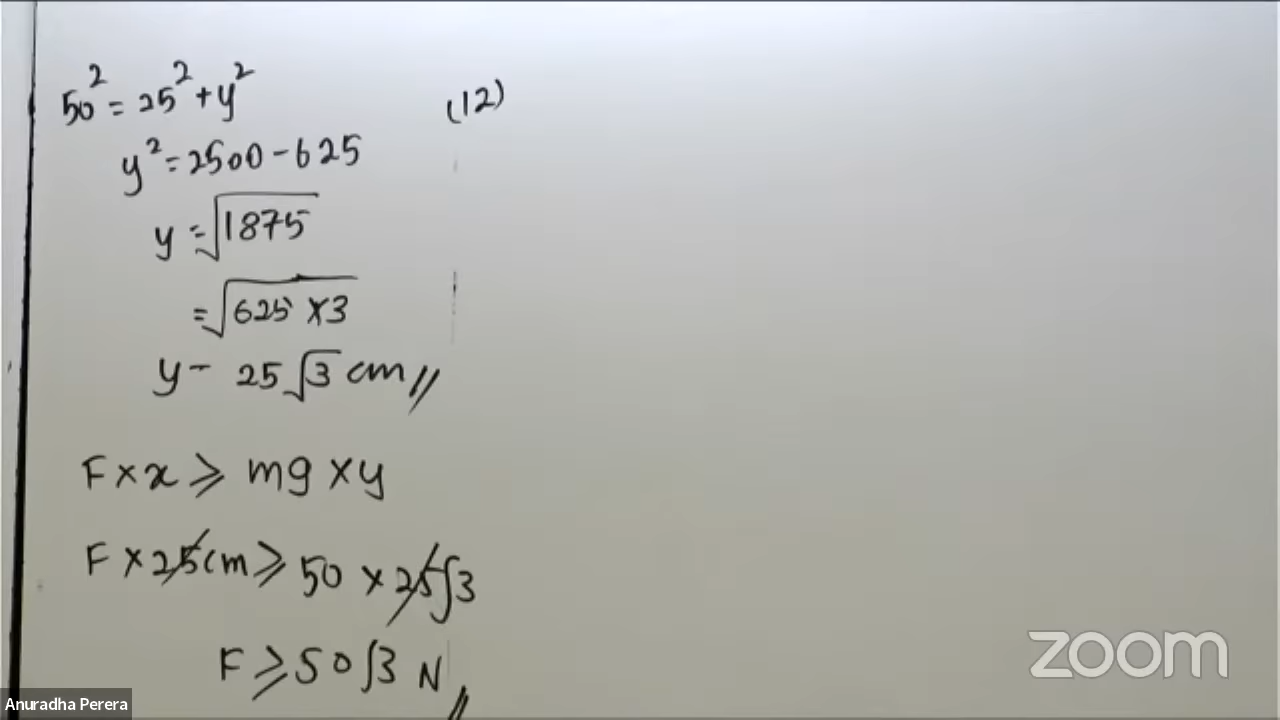 50² = 25² + y²
y² = 2500 - 625
y = √1875
= √625 × 3
y - 25√3 cm //
F × x ⩾ mg × y
F × 25 cm ⩾ 50 × 25√3
F ⩾ 50√3 N //
(12)
zoom
Anuradha Perera